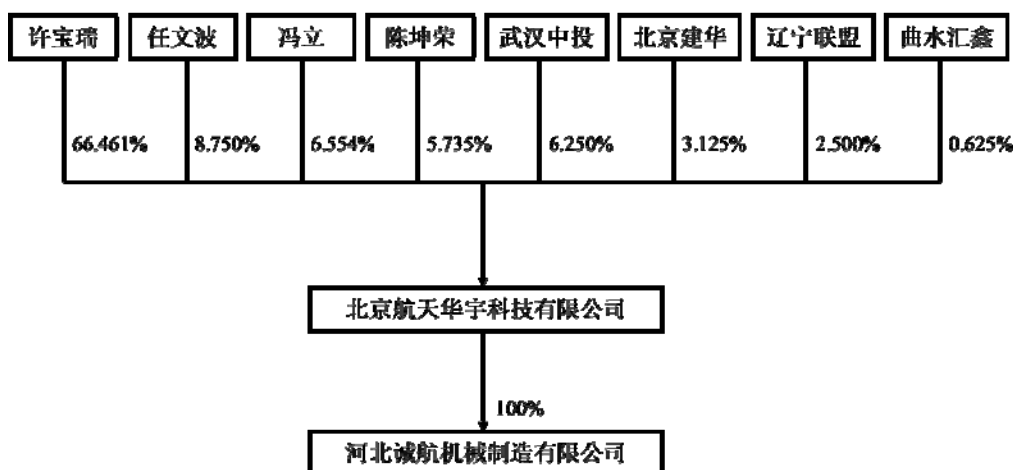 许宝瑞 任文波 冯立 陈坤荣 武汉中投 北京建华 辽宁联盟 曲水汇鑫
66.461% 8.750% 6.554% 5.735% 6.250% 3.125% 2.500% 0.625%
北京航天华宇科技有限公司
100%
河北诚航机械制造有限公司